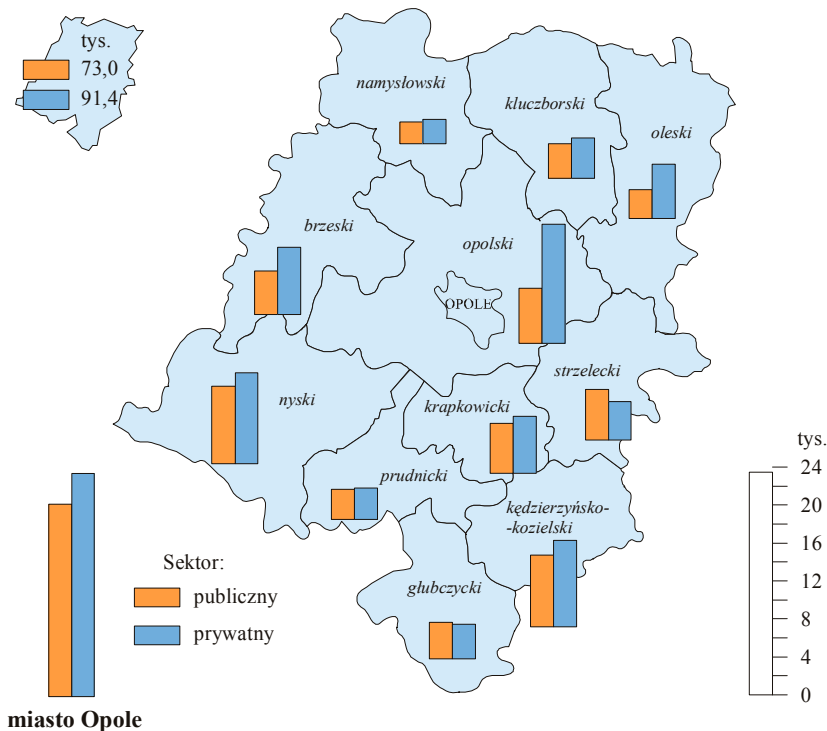 tys.
73,0
91,4
namysłowski
kluczborski
oleski
brzeski
opolski
OPOLE
strzelecki
nyski
krapkowicki
prudnicki
kędzierzyńsko-
-kozielski
głubczycki
Sektor:
publiczny
prywatny
miasto Opole
tys.
24
20
16
12
8
4
0